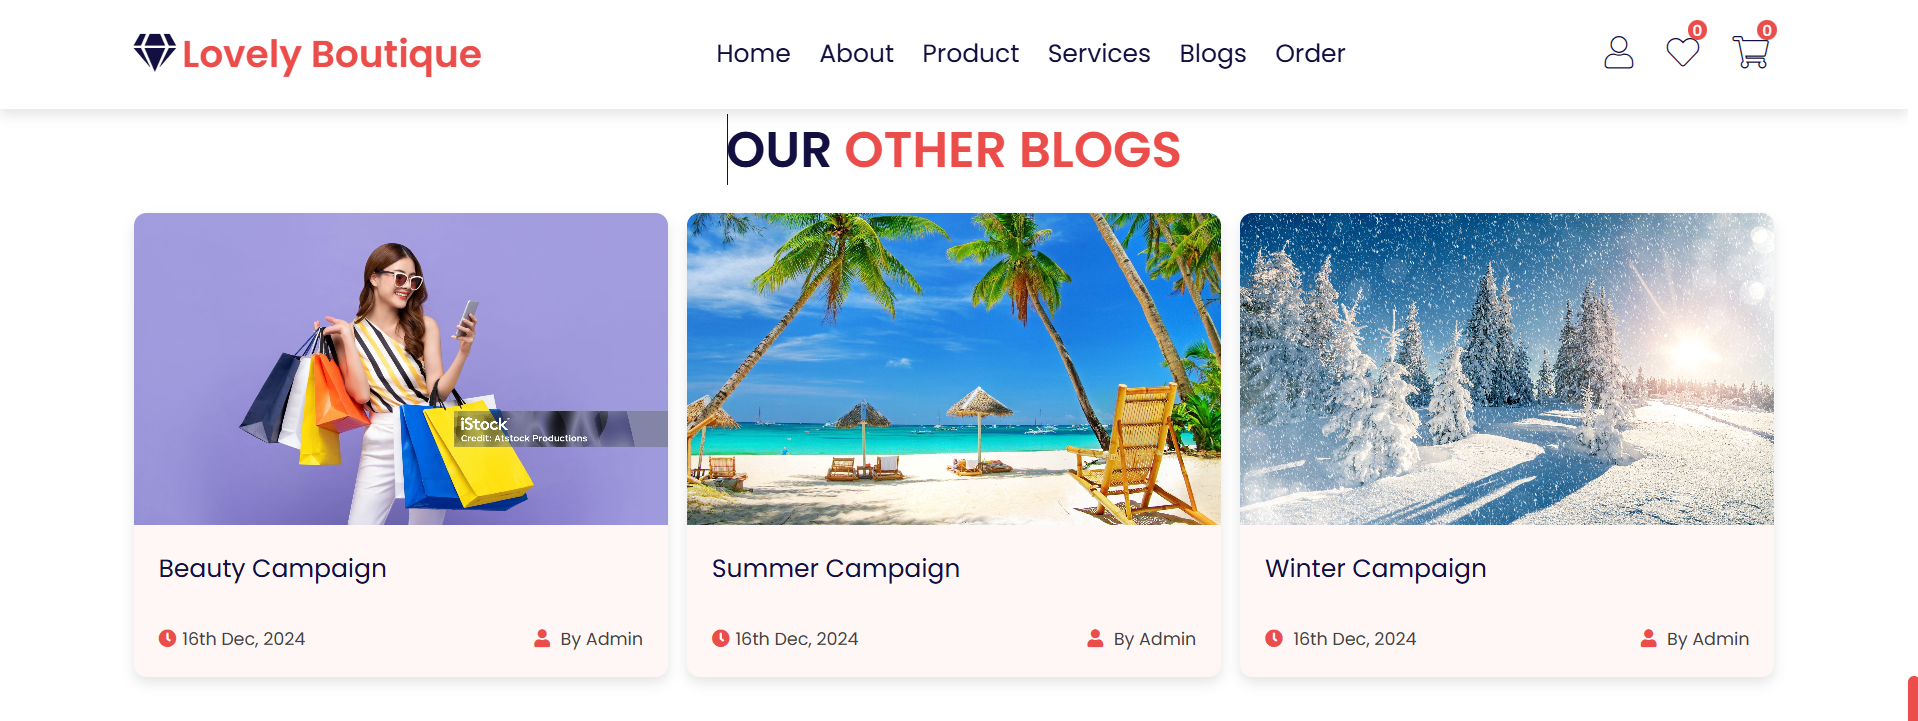 Lovely Boutique
Home About Product Services Blogs Order
0
0
OUR OTHER BLOGS
iStock
Credit: Atstock Productions
Beauty Campaign
16th Dec, 2024
By Admin
Summer Campaign
16th Dec, 2024
By Admin
Winter Campaign
16th Dec, 2024
By Admin